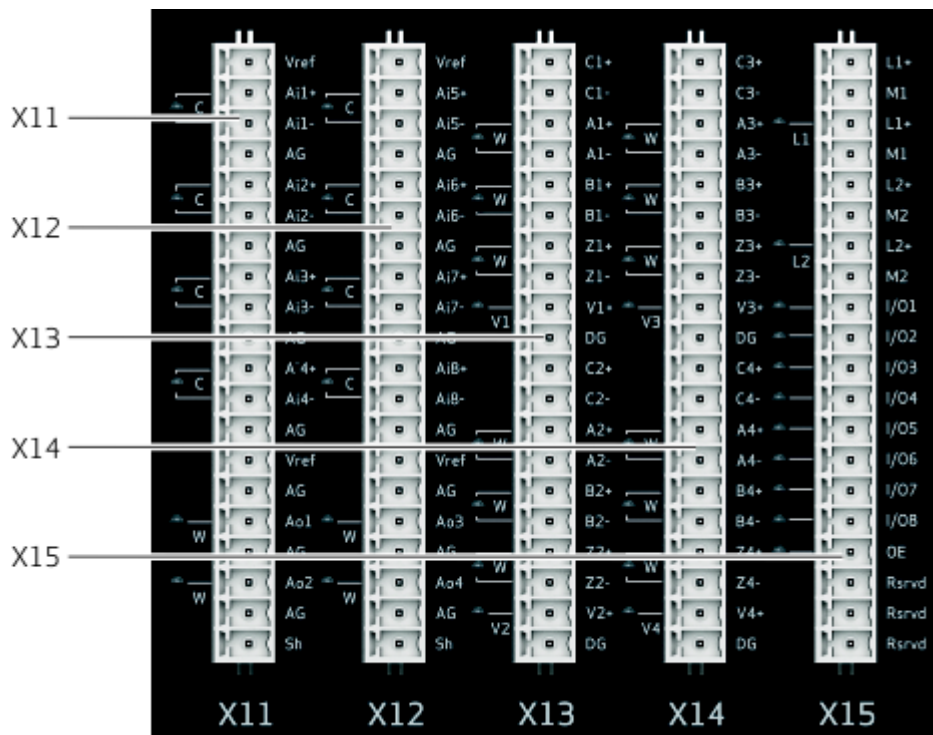 Vref Vref C1+ C3+ L1+
Ai1+ Ai5+ C1- C3- M1
C C
X11 Ai1- Ai5- A1+ A3+ L1+
W W L1
AG AG A1- A3- M1
Ai2+ Ai6+ B1+ B3+ L2+
C C W W
Ai2- Ai6- B1- B3- M2
X12
AG AG Z1+ Z3+ L2+
W W L2
Ai3+ Ai7+ Z1- Z3- M2
C C
Ai3- Ai7- V1+ V3+ I/O1
V1 V3
X13 DG DG I/O2
Ai4+ Ai8+ C2+ C4+ I/O3
C C
Ai4- Ai8- C2- C4- I/O4
AG AG A2+ A4+ I/O5
X14
Vref Vref A2- A4- I/O6
AG AG B2+ B4+ I/O7
W W
Ao1 Ao3 B2- B4- I/O8
W W
X15 OE
W W
Ao2 Ao4 Z2- Z4- Rsrvd
W W
AG AG V2+ V4+ Rsrvd
V2 V4
Sh Sh DG DG Rsrvd
X11 X12 X13 X14 X15